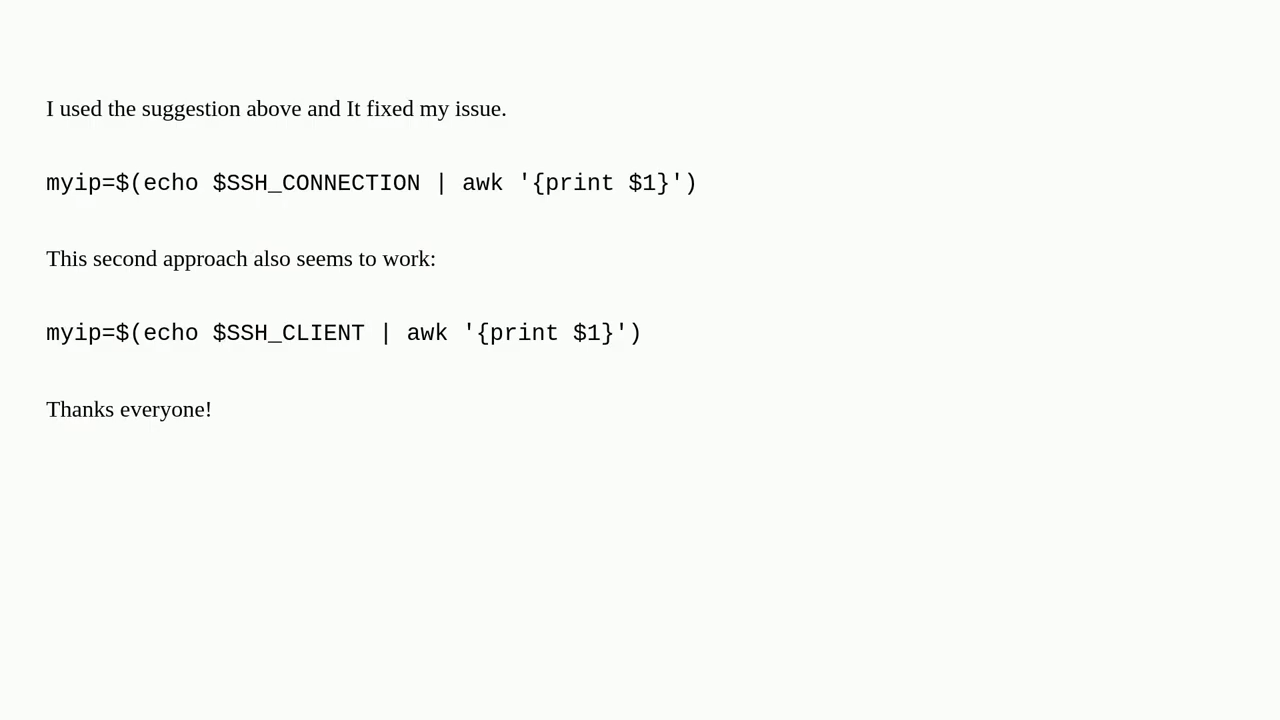 I used the suggestion above and It fixed my issue.
myip=$(echo $SSH_CONNECTION | awk '{print $1}')
This second approach also seems to work:
myip=$(echo $SSH_CLIENT | awk '{print $1}')
Thanks everyone!